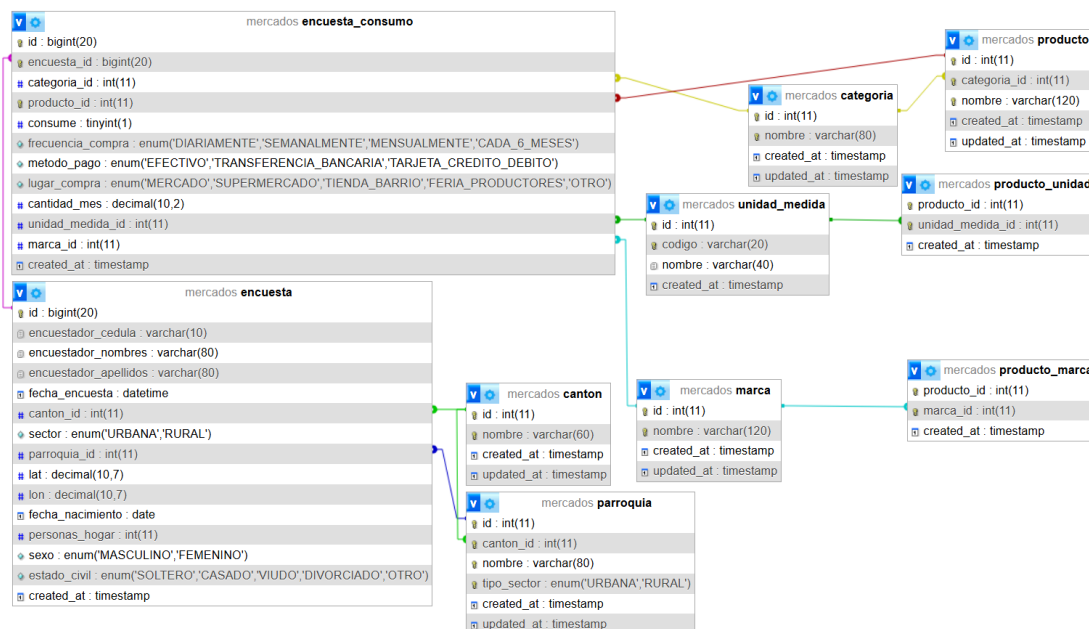 mercados encuesta_consumo
id : bigint(20)
encuesta_id : bigint(20)
categoria_id : int(11)
producto_id : int(11)
consume : tinyint(1)
frecuencia_compra : enum('DIARIAMENTE','SEMANALMENTE','MENSUALMENTE','CADA_6_MESES')
metodo_pago : enum('EFECTIVO','TRANSFERENCIA_BANCARIA','TARJETA_CREDITO_DEBITO')
lugar_compra : enum('MERCADO','SUPERMERCADO','TIENDA_BARRIO','FERIA_PRODUCTORES','OTRO')
cantidad_mes : decimal(10,2)
unidad_medida_id : int(11)
marca_id : int(11)
created_at : timestamp
mercados encuesta
id : bigint(20)
encuestador_cedula : varchar(10)
encuestador_nombres : varchar(80)
encuestador_apellidos : varchar(80)
fecha_encuesta : datetime
canton_id : int(11)
sector : enum('URBANA','RURAL')
parroquia_id : int(11)
lat : decimal(10,7)
lon : decimal(10,7)
fecha_nacimiento : date
personas_hogar : int(11)
sexo : enum('MASCULINO','FEMENINO')
estado_civil : enum('SOLTERO','CASADO','VIUDO','DIVORCIADO','OTRO')
created_at : timestamp
mercados canton
id : int(11)
nombre : varchar(60)
created_at : timestamp
updated_at : timestamp
mercados parroquia
id : int(11)
canton_id : int(11)
nombre : varchar(80)
tipo_sector : enum('URBANA','RURAL')
created_at : timestamp
updated_at : timestamp
mercados categoria
id : int(11)
nombre : varchar(80)
created_at : timestamp
updated_at : timestamp
mercados unidad_medida
id : int(11)
codigo : varchar(20)
nombre : varchar(40)
created_at : timestamp
mercados marca
id : int(11)
nombre : varchar(120)
created_at : timestamp
updated_at : timestamp
mercados producto
id : int(11)
categoria_id : int(11)
nombre : varchar(120)
created_at : timestamp
updated_at : timestamp
mercados producto_unidad
producto_id : int(11)
unidad_medida_id : int(11)
created_at : timestamp
mercados producto_marca
producto_id : int(11)
marca_id : int(11)
created_at : timestamp